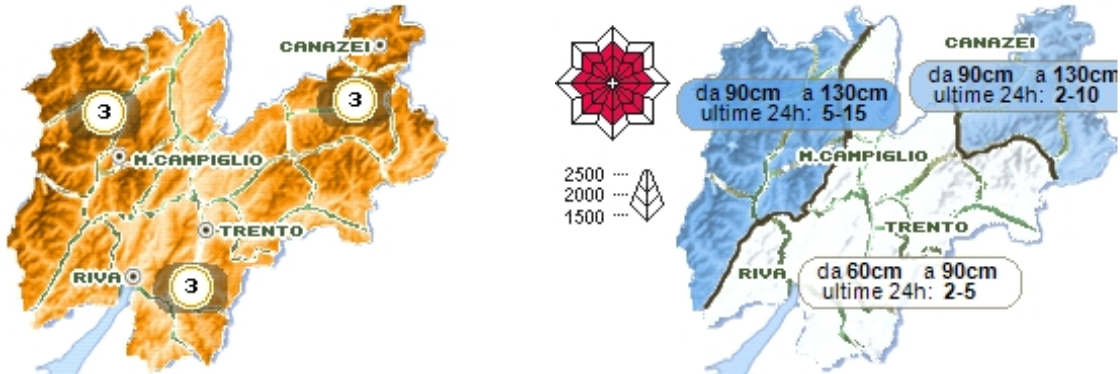 CANAZEI
3
3
M.CAMPIGLIO
TRENTO
RIVA
3
CANAZEI
da 90cm a 130cm
ultime 24h: 2-10
da 90cm a 130cm
ultime 24h: 5-15
M.CAMPIGLIO
2500
2000
1500
TRENTO
RIVA
da 60cm a 90cm
ultime 24h: 2-5